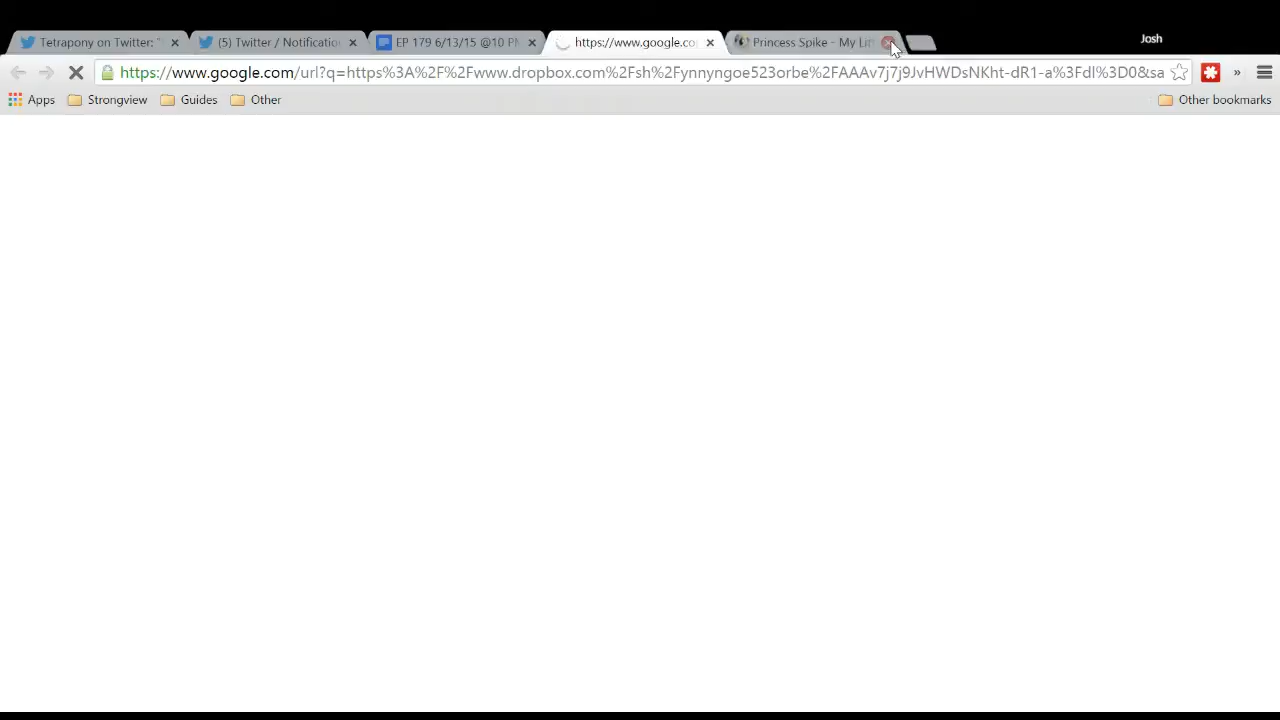 Tetrapony on Twitter: "
(5) Twitter / Notificatio
EP 179 6/13/15 @10 PM
https://www.google.co
Princess Spike - My Lit
Josh
https://www.google.com/url?q=https%3A%2F%2Fwww.dropbox.com%2Fsh%2Fynnyngoe523orbe%2FAAAv7j7j9JvHWDsNKht-dR1-a%3Fdl%3D0&sa
»
Apps
Strongview
Guides
Other
Other bookmarks